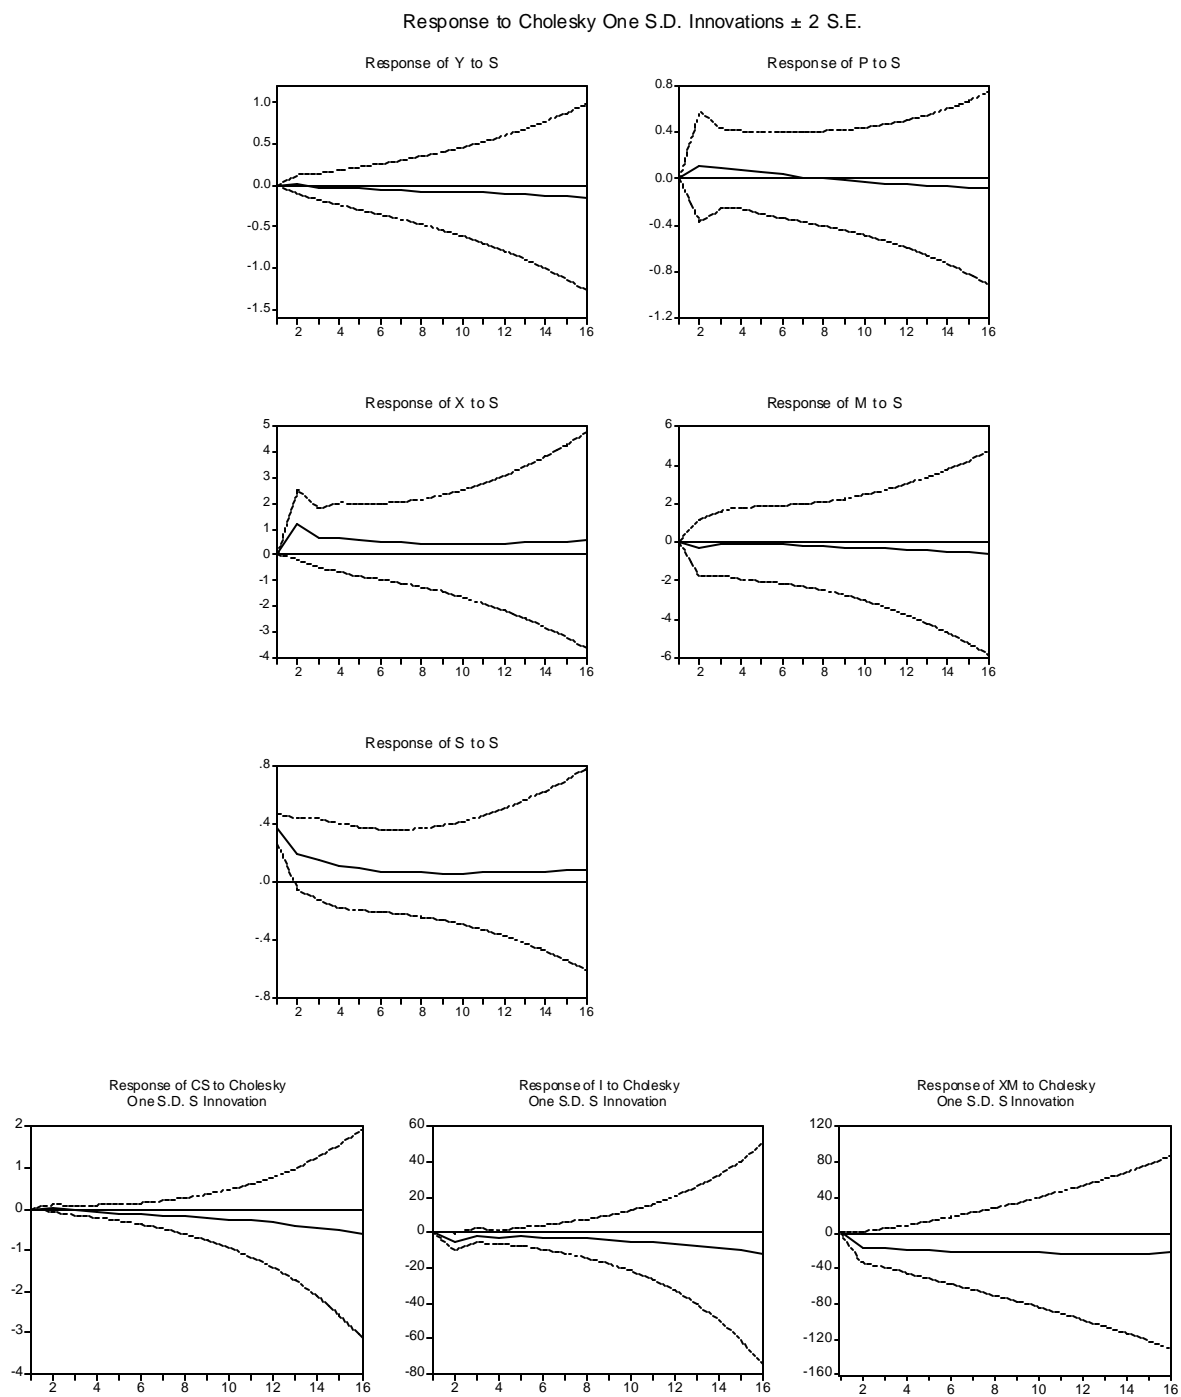 Response to Cholesky One S.D. Innovations ± 2 S.E.
Response of Y to S
1.0
0.5
0.0
-0.5
-1.0
-1.5
2 4 6 8 10 12 14 16
Response of P to S
0.8
0.4
0.0
-0.4
-0.8
-1.2
2 4 6 8 10 12 14 16
Response of X to S
5
4
3
2
1
0
-1
-2
-3
-4
2 4 6 8 10 12 14 16
Response of M to S
6
4
2
0
-2
-4
-6
2 4 6 8 10 12 14 16
Response of S to S
.8
.4
.0
-.4
-.8
2 4 6 8 10 12 14 16
Response of CS to Cholesky
One S.D. S Innovation
2
1
0
-1
-2
-3
-4
2 4 6 8 10 12 14 16
Response of I to Cholesky
One S.D. S Innovation
60
40
20
0
-20
-40
-60
-80
2 4 6 8 10 12 14 16
Response of XM to Cholesky
One S.D. S Innovation
120
80
40
0
-40
-80
-120
-160
2 4 6 8 10 12 14 16